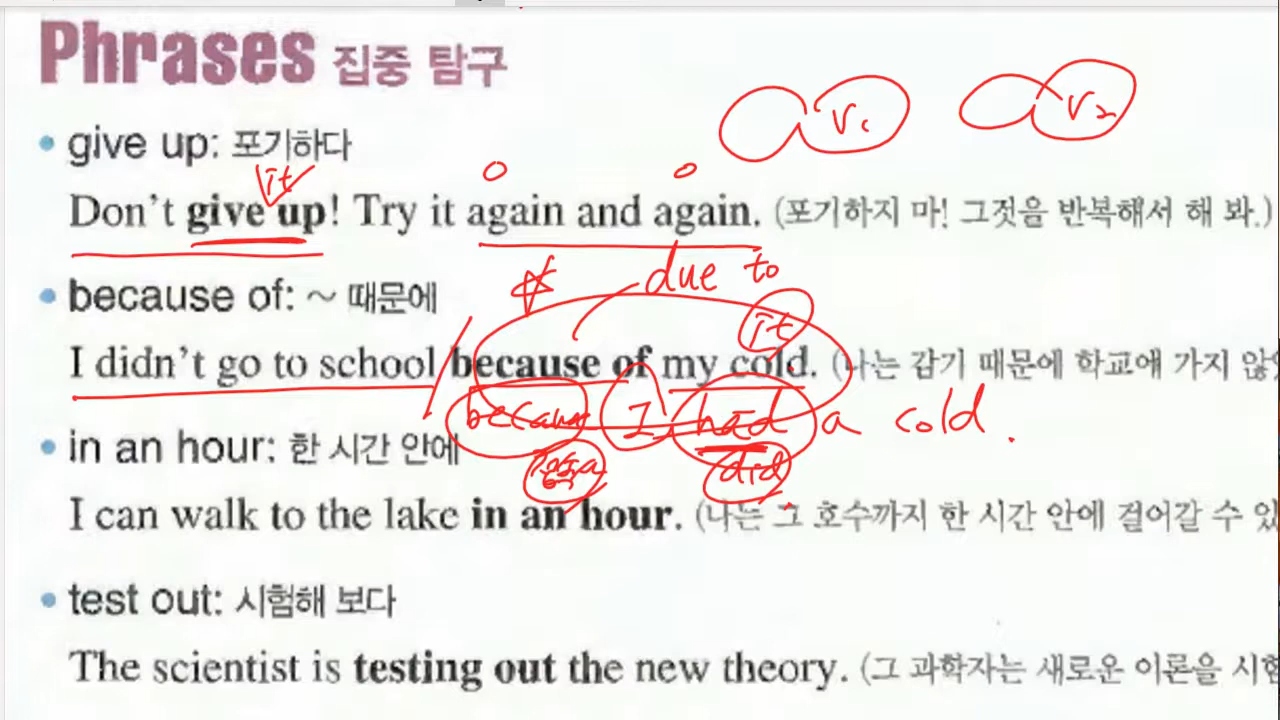 Phrases 집중 탐구
V1 V2
• give up: 포기하다
it
Don't give up! Try it again and again. (포기하지 마! 그것을 반복해서 해 봐.)
due to
• because of: ~ 때문에
it
I didn't go to school because of my cold. (나는 감기 때문에 학교에 가지 않
because I had a cold.
• in an hour: 한 시간 안에
did
I can walk to the lake in an hour. (나는 그 호수까지 한 시간 안에 걸어갈 수 있
• test out: 시험해 보다
The scientist is testing out the new theory. (그 과학자는 새로운 이론을 시험